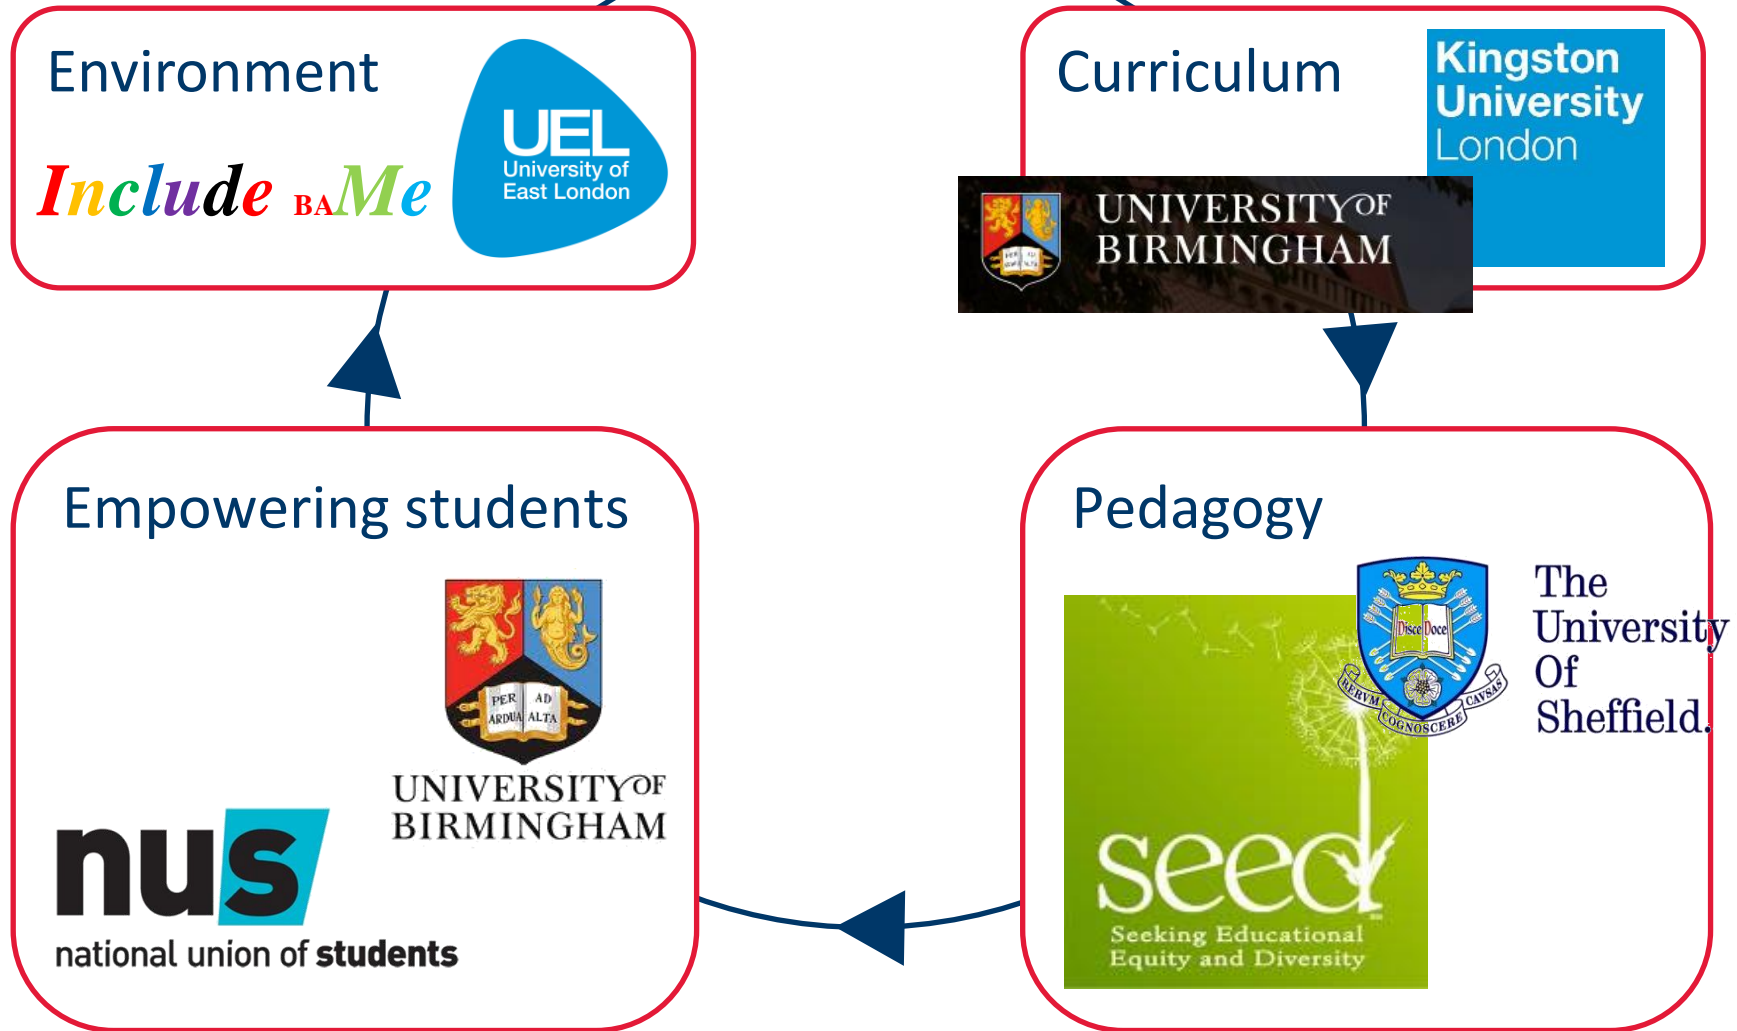 Environment
Include BAMe
UEL
University of
East London
Curriculum
Kingston
University
London
UNIVERSITY OF
BIRMINGHAM
Empowering students
PER AD
ARDUA ALTA
UNIVERSITY OF
BIRMINGHAM
nus
national union of students
Pedagogy
Disce Doce
RERVM COGNOSCERE CAVSAS
The
University
Of
Sheffield.
seed
Seeking Educational
Equity and Diversity